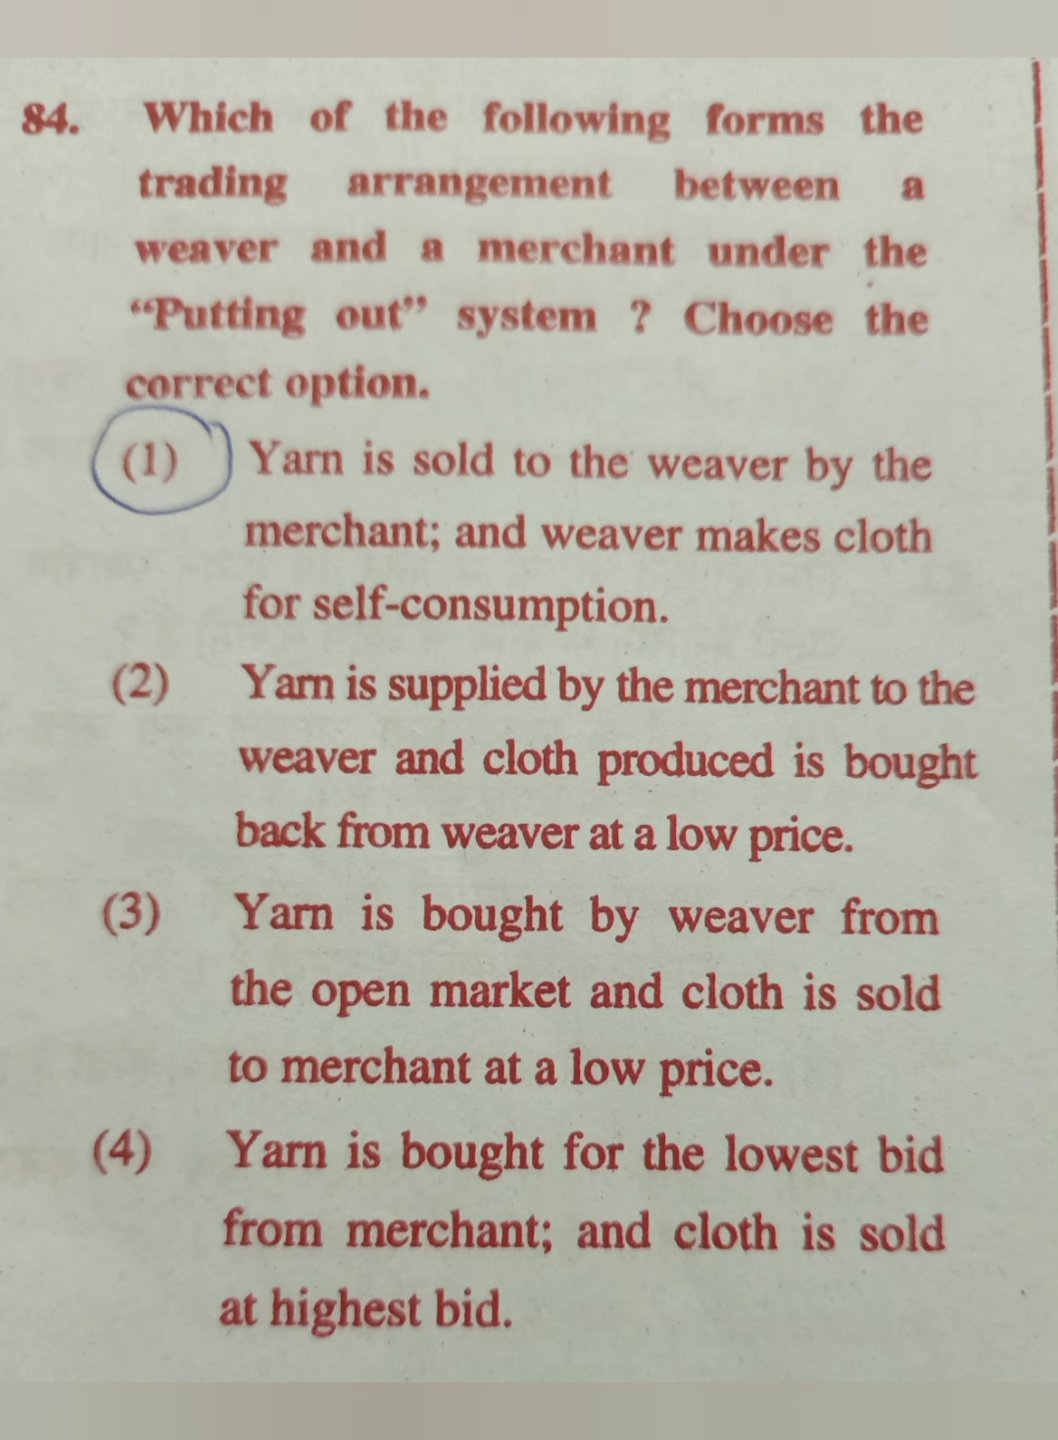 84. Which of the following forms the
trading arrangement between a
weaver and a merchant under the
“Putting out” system ? Choose the
correct option.
(1) Yarn is sold to the weaver by the
merchant; and weaver makes cloth
for self-consumption.
(2) Yarn is supplied by the merchant to the
weaver and cloth produced is bought
back from weaver at a low price.
(3) Yarn is bought by weaver from
the open market and cloth is sold
to merchant at a low price.
(4) Yarn is bought for the lowest bid
from merchant; and cloth is sold
at highest bid.